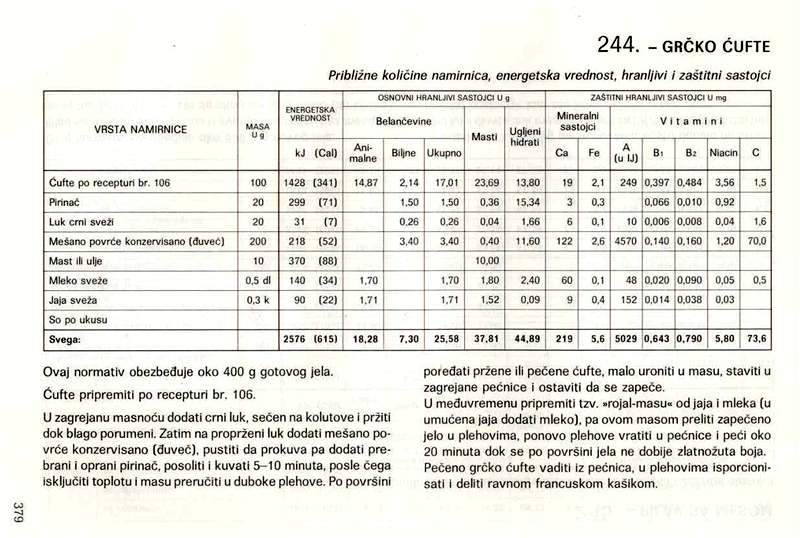 244. – GRČKO ĆUFTE
Približne količine namirnica, energetska vrednost, hranljivi i zaštitni sastojci
VRSTA NAMIRNICE | MASA U g | ENERGETSKA VREDNOST | OSNOVNI HRANLJIVI SASTOJCI U g | ZAŠTITNI HRANLJIVI SASTOJCI U mg
Belančevine | Masti | Ugljeni hidrati | Mineralni sastojci | Vitamini
kJ | (Cal) | Animalne | Biljne | Ukupno | Ca | Fe | A (u IJ) | B1 | B2 | Niacin | C
Ćufte po recepturi br. 106 | 100 | 1428 | (341) | 14,87 | 2,14 | 17,01 | 23,69 | 13,80 | 19 | 2,1 | 249 | 0,397 | 0,484 | 3,56 | 1,5
Pirinač | 20 | 299 | (71) | | 1,50 | 1,50 | 0,36 | 15,34 | 3 | 0,3 | | 0,066 | 0,010 | 0,92
Luk crni sveži | 20 | 31 | (7) | | 0,26 | 0,26 | 0,04 | 1,66 | 6 | 0,1 | 10 | 0,006 | 0,008 | 0,04 | 1,6
Mešano povrće konzervisano (đuveč) | 200 | 218 | (52) | | 3,40 | 3,40 | 0,40 | 11,60 | 122 | 2,6 | 4570 | 0,140 | 0,160 | 1,20 | 70,0
Mast ili ulje | 10 | 370 | (88) | | | | 10,00
Mleko sveže | 0,5 dl | 140 | (34) | 1,70 | | 1,70 | 1,80 | 2,40 | 60 | 0,1 | 48 | 0,020 | 0,090 | 0,05 | 0,5
Jaja sveža | 0,3 k | 90 | (22) | 1,71 | | 1,71 | 1,52 | 0,09 | 9 | 0,4 | 152 | 0,014 | 0,038 | 0,03
So po ukusu
Svega: | | 2576 | (615) | 18,28 | 7,30 | 25,58 | 37,81 | 44,89 | 219 | 5,6 | 5029 | 0,643 | 0,790 | 5,80 | 73,6
Ovaj normativ obezbeđuje oko 400 g gotovog jela.
Ćufte pripremiti po recepturi br. 106.
U zagrejanu masnoću dodati crni luk, sečen na kolutove i pržiti
dok blago porumeni. Zatim na proprženi luk dodati mešano po-
vrće konzervisano (đuveč), pustiti da prokuva pa dodati pre-
brani i oprani pirinač, posoliti i kuvati 5–10 minuta, posle čega
isključiti toplotu i masu preručiti u duboke plehove. Po površini
poređati pržene ili pečene ćufte, malo uroniti u masu, staviti u
zagrejane pećnice i ostaviti da se zapeče.
U međuvremenu pripremiti tzv. »rojal-masu« od jaja i mleka (u
umućena jaja dodati mleko), pa ovom masom preliti zapečeno
jelo u plehovima, ponovo plehove vratiti u pećnice i peći oko
20 minuta dok se po površini jela ne dobije zlatnožuta boja.
Pečeno grčko ćufte vaditi iz pećnica, u plehovima isporcioni-
sati i deliti ravnom francuskom kašikom.
379